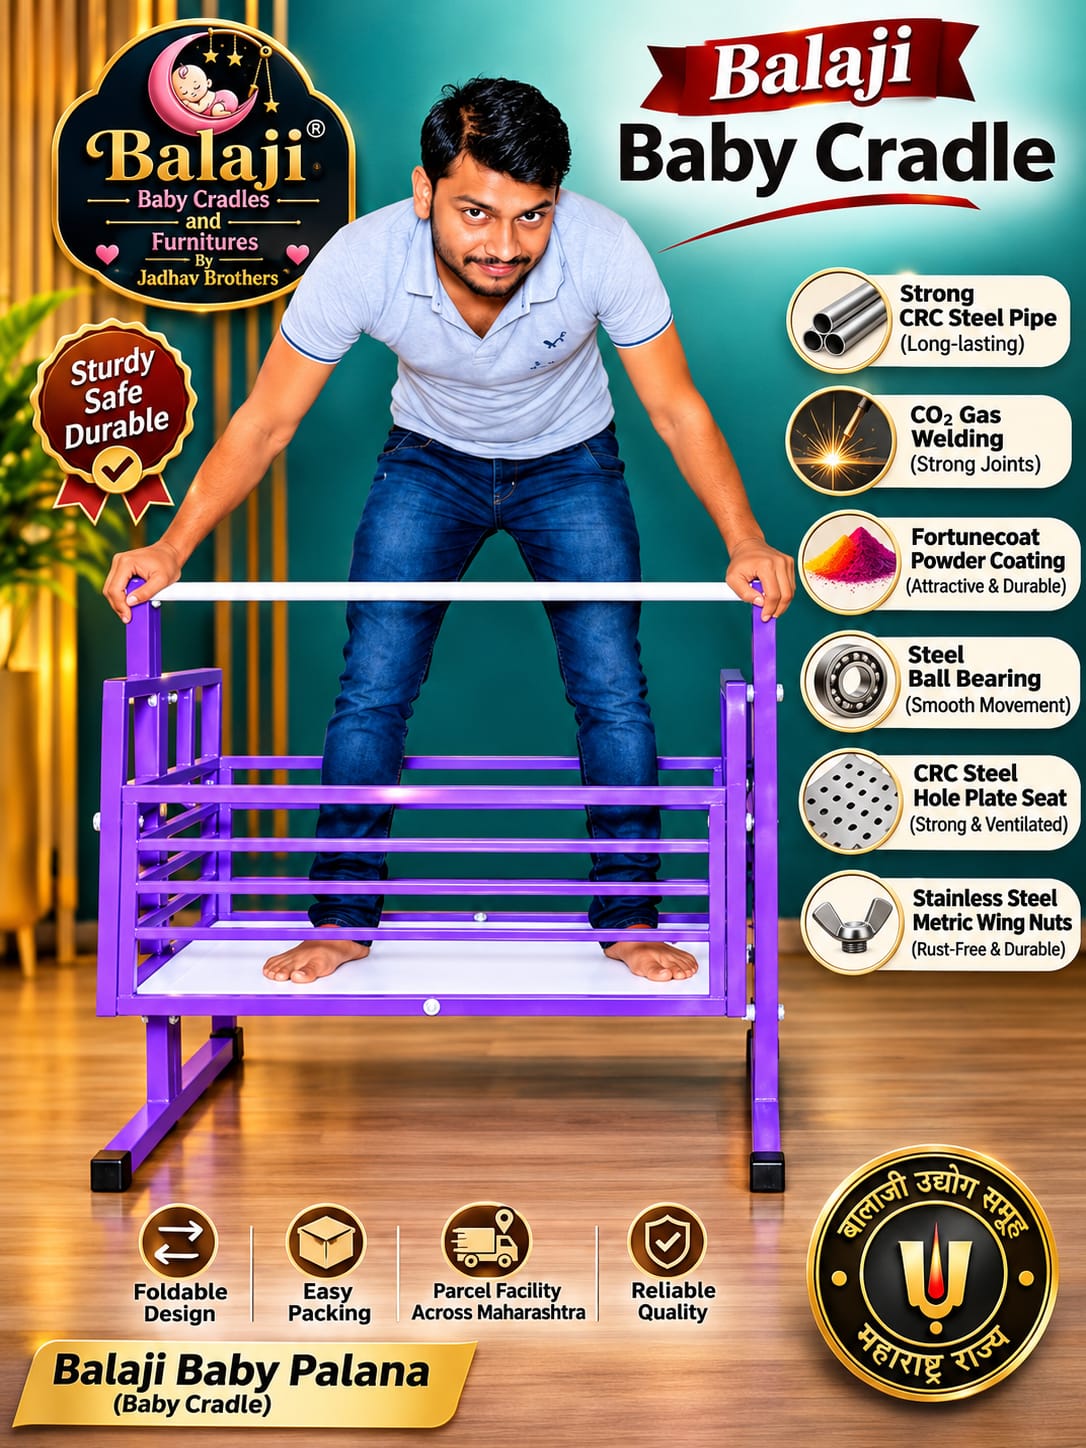 Balaji®
Baby Cradles
and
Furnitures
By
Jadhav Brothers
Balaji
Baby Cradle
Sturdy
Safe
Durable
Strong
CRC Steel Pipe
(Long-lasting)
CO₂ Gas
Welding
(Strong Joints)
Fortunecoat
Powder Coating
(Attractive & Durable)
Steel
Ball Bearing
(Smooth Movement)
CRC Steel
Hole Plate Seat
(Strong & Ventilated)
Stainless Steel
Metric Wing Nuts
(Rust-Free & Durable)
Foldable
Design
Easy
Packing
Parcel Facility
Across Maharashtra
Reliable
Quality
बालाजी उद्योग समूह
महाराष्ट्र राज्य
Balaji Baby Palana
(Baby Cradle)